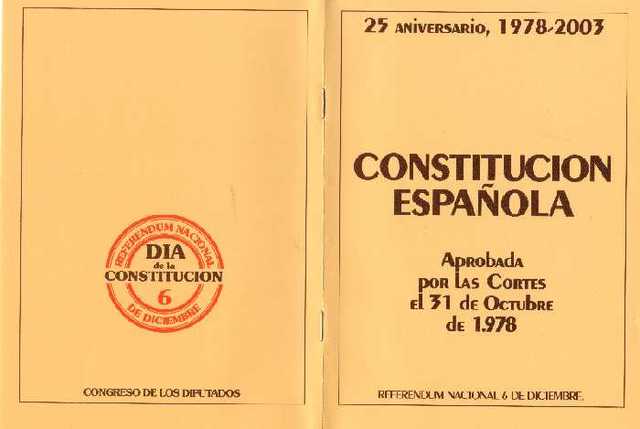 REFERENDUM NACIONAL
DIA
de la
CONSTITUCION
6
DE DICIEMBRE
CONGRESO DE LOS DIPUTADOS
25 ANIVERSARIO, 1978-2003
CONSTITUCION
ESPAÑOLA
Aprobada
por las Cortes
el 31 de Octubre
de 1.978
REFERENDUM NACIONAL 6 DE DICIEMBRE.